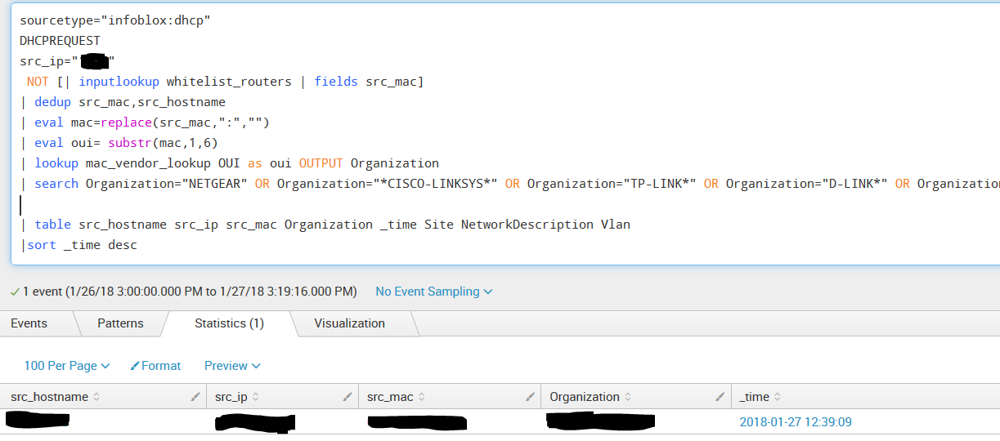 sourcetype="infoblox:dhcp"
DHCPREQUEST
src_ip=" "
NOT [| inputlookup whitelist_routers | fields src_mac]
| dedup src_mac,src_hostname
| eval mac=replace(src_mac,":","")
| eval oui= substr(mac,1,6)
| lookup mac_vendor_lookup OUI as oui OUTPUT Organization
| search Organization="NETGEAR" OR Organization="*CISCO-LINKSYS*" OR Organization="TP-LINK*" OR Organization="D-LINK*" OR Organization
| table src_hostname src_ip src_mac Organization _time Site NetworkDescription Vlan
|sort _time desc
1 event (1/26/18 3:00:00.000 PM to 1/27/18 3:19:16.000 PM) No Event Sampling
Events Patterns Statistics (1) Visualization
100 Per Page Format Preview
src_hostname src_ip src_mac Organization _time
2018-01-27 12:39:09